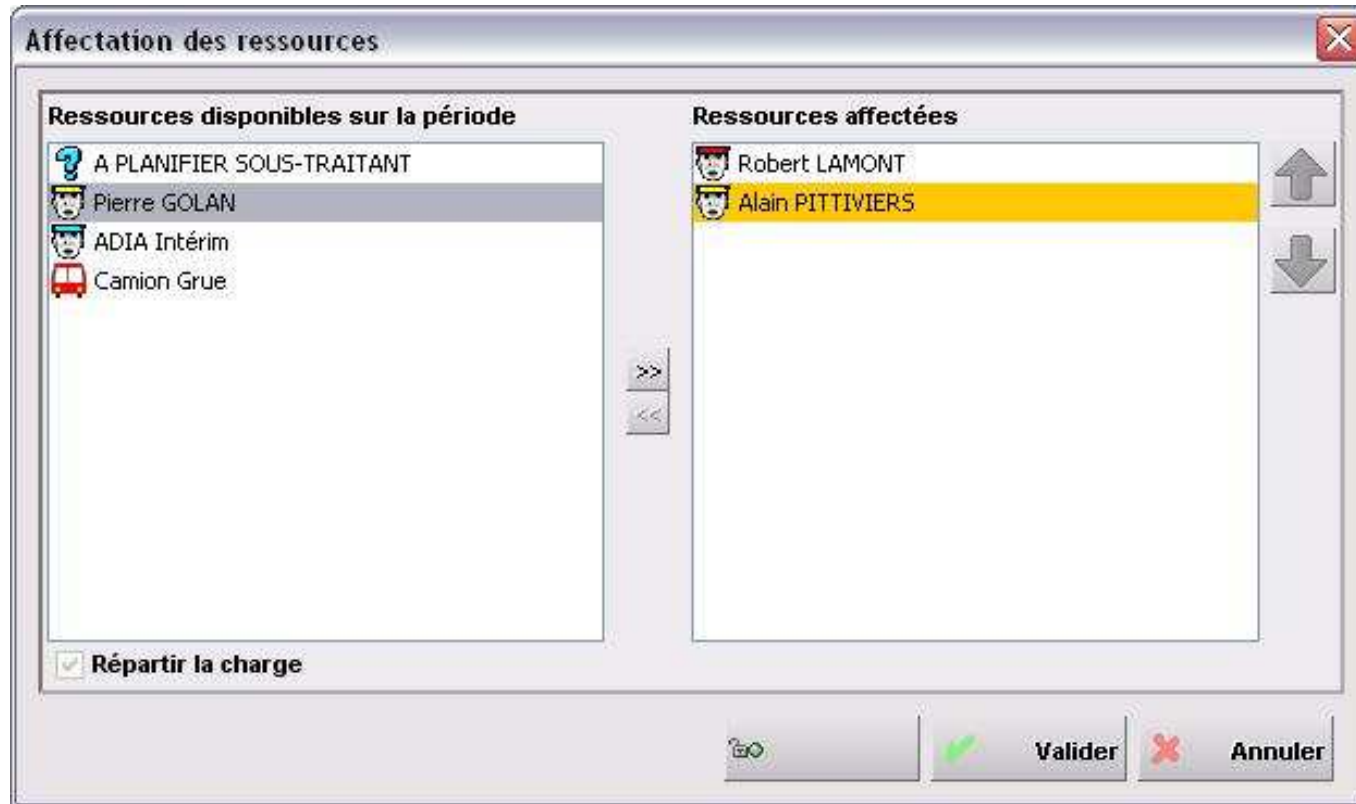 Affectation des ressources
Ressources disponibles sur la période
A PLANIFIER SOUS-TRAITANT
Pierre GOLAN
ADIA Intérim
Camion Grue
>>
<<
Ressources affectées
Robert LAMONT
Alain PITTIVIERS
Répartir la charge
Valider
Annuler